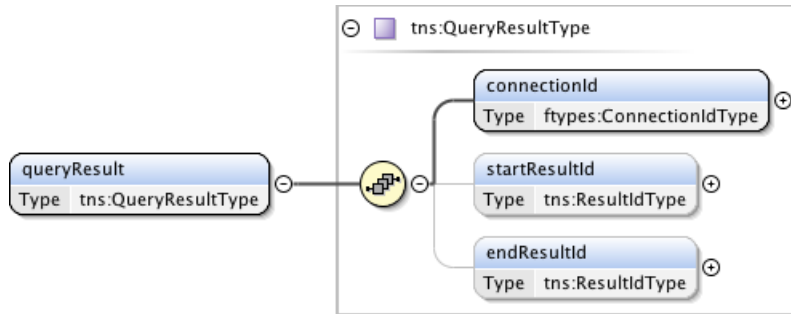 tns:QueryResultType
connectionId
Type ftypes:ConnectionIdType
queryResult
Type tns:QueryResultType
startResultId
Type tns:ResultIdType
endResultId
Type tns:ResultIdType